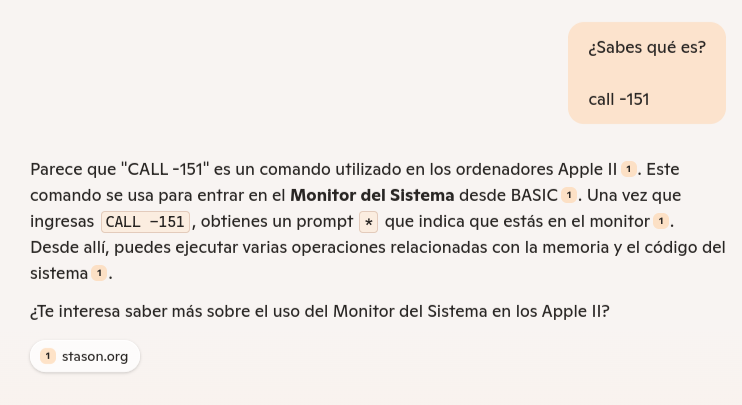 ¿Sabes qué es?
call -151
Parece que "CALL -151" es un comando utilizado en los ordenadores Apple II 1. Este
comando se usa para entrar en el Monitor del Sistema desde BASIC 1. Una vez que
ingresas CALL -151, obtienes un prompt * que indica que estás en el monitor 1.
Desde allí, puedes ejecutar varias operaciones relacionadas con la memoria y el código del
sistema 1.
¿Te interesa saber más sobre el uso del Monitor del Sistema en los Apple II?
1 stason.org